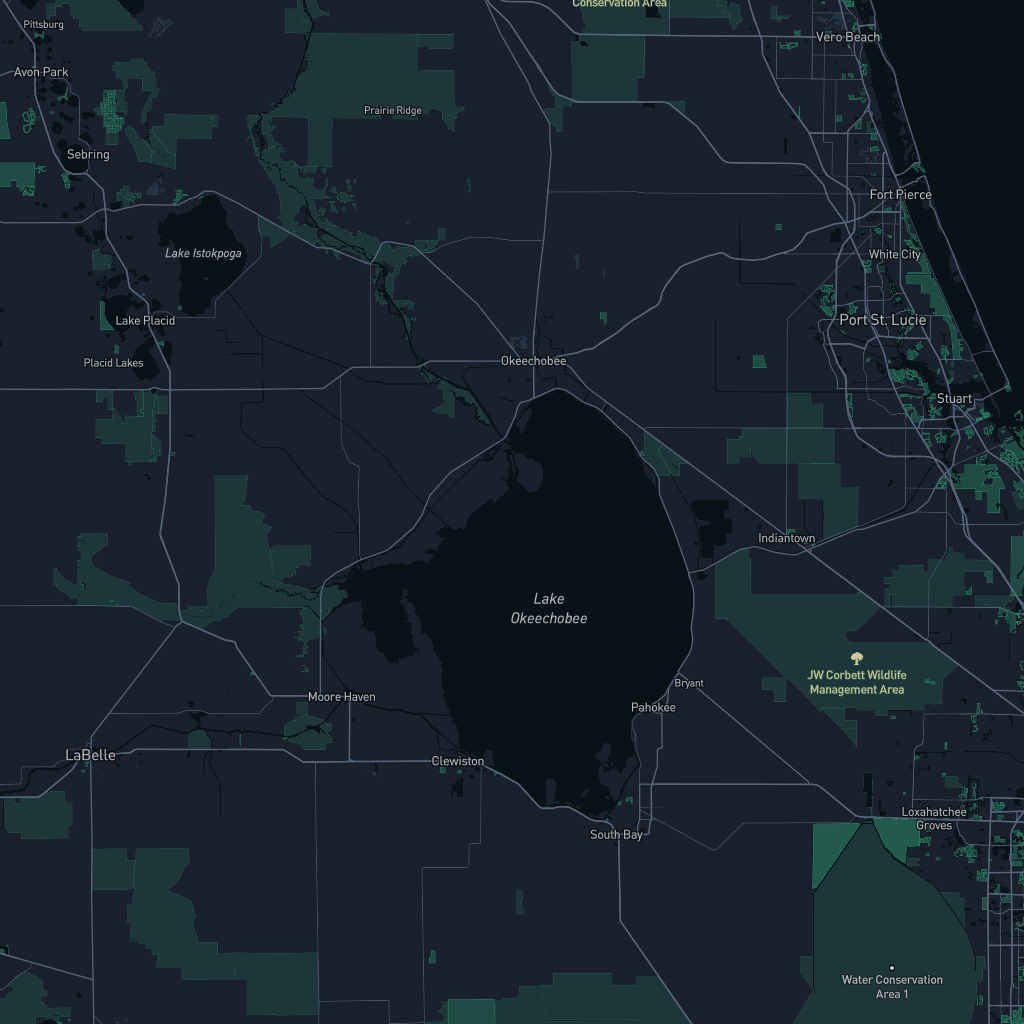 Conservation Area
Pittsburg
Vero Beach
Avon Park
Prairie Ridge
Sebring
Fort Pierce
Lake Istokpoga
White City
Lake Placid
Port St. Lucie
Placid Lakes
Okeechobee
Stuart
Indiantown
Lake
Okeechobee
JW Corbett Wildlife
Management Area
Bryant
Moore Haven
Pahokee
LaBelle
Clewiston
Loxahatchee
Groves
South Bay
Water Conservation
Area 1